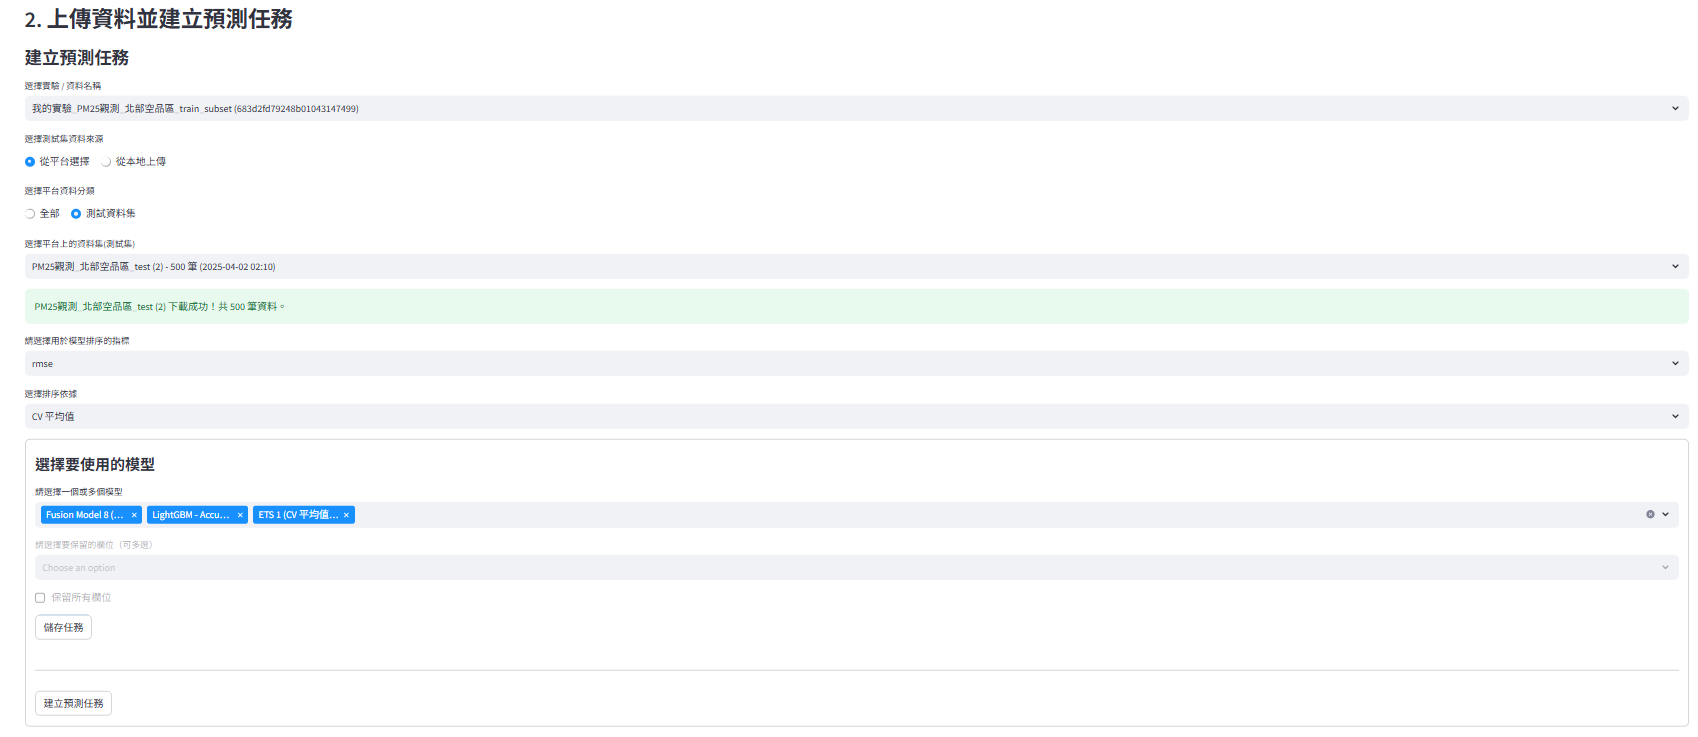 2. 上傳資料並建立預測任務
建立預測任務
選擇實驗 / 資料名稱
我的實驗_PM25觀測_北部空品區_train_subset (683d2fd79248b01043147499)
選擇測試集資料來源
從平台選擇 從本地上傳
選擇平台資料分類
全部 測試資料集
選擇平台上的資料集(測試集)
PM25觀測_北部空品區_test (2) - 500 筆 (2025-04-02 02:10)
PM25觀測_北部空品區_test (2) 下載成功！共 500 筆資料。
請選擇用於模型排序的指標
rmse
選擇排序依據
CV 平均值
選擇要使用的模型
請選擇一個或多個模型
Fusion Model 8 (... × LightGBM - Accu... × ETS 1 (CV 平均值... ×
請選擇要保留的欄位（可多選）
Choose an option
保留所有欄位
儲存任務
建立預測任務